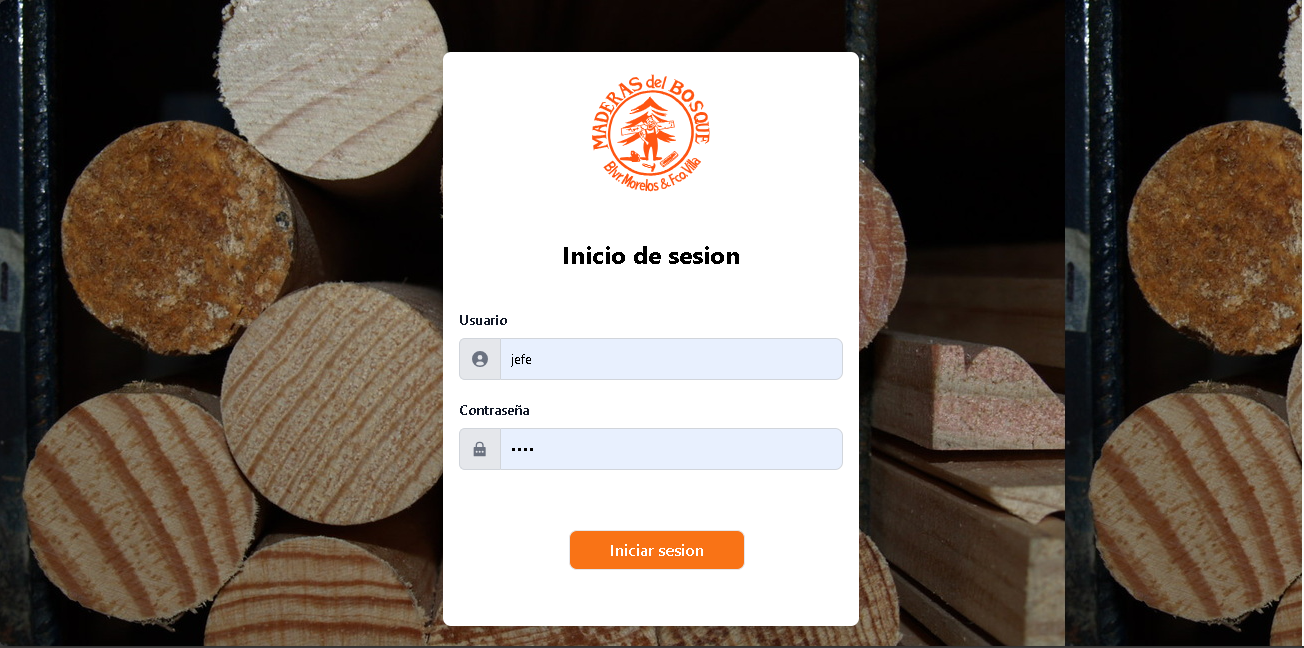 MADERAS del BOSQUE
Blvr. Morelos & Fco. Villa
Inicio de sesion
Usuario
jefe
Contraseña
••••
Iniciar sesion